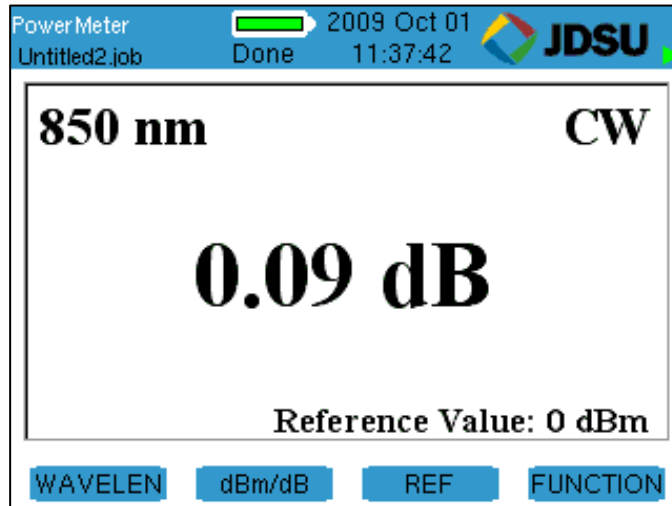 PowerMeter 2009 Oct 01 JDSU
Untitled2.job Done 11:37:42
850 nm CW
0.09 dB
Reference Value: 0 dBm
WAVELEN dBm/dB REF FUNCTION